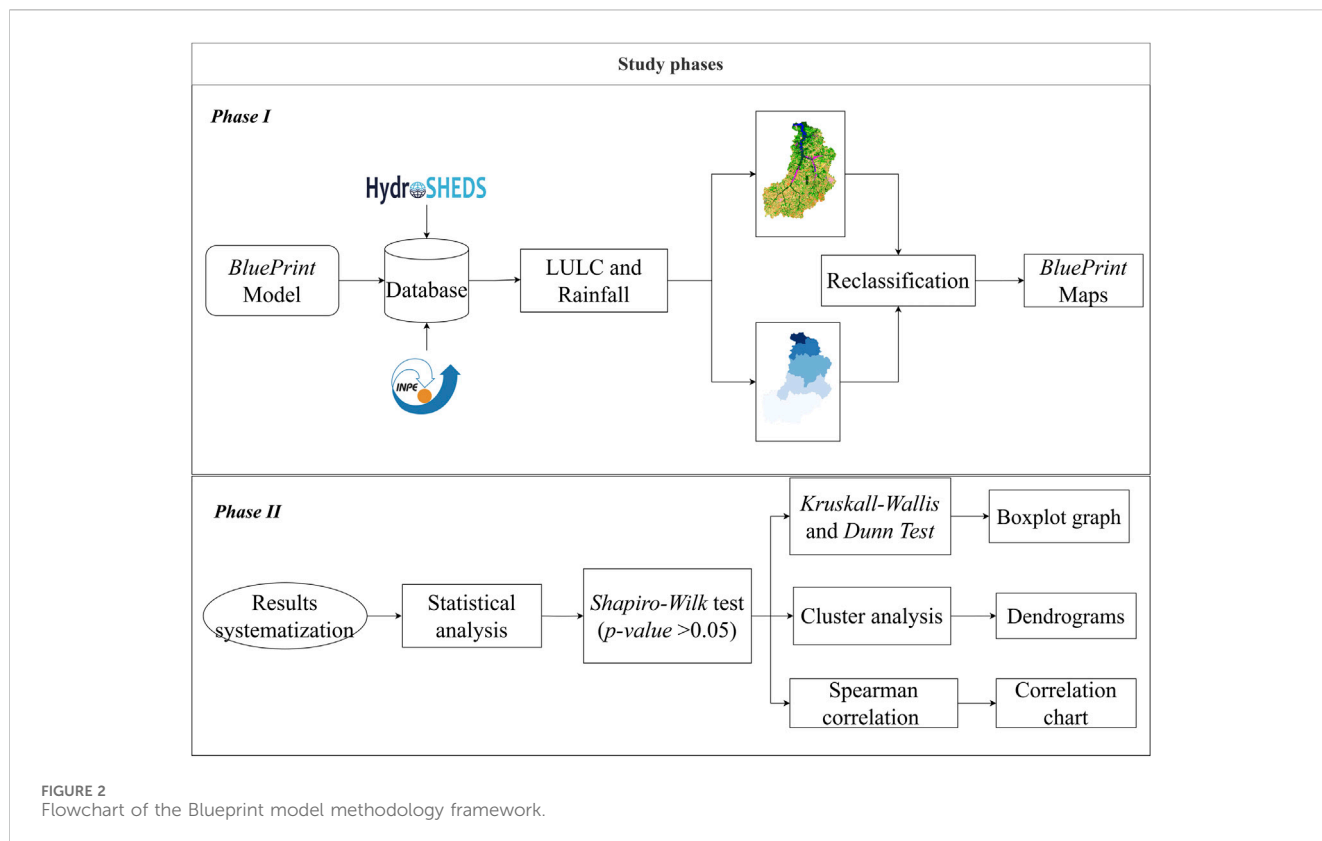 Study phases
Phase I
HydroSHEDS
BluePrint
Model
Database
INPE
LULC and
Rainfall
Reclassification
BluePrint
Maps
Phase II
Results
systematization
Statistical
analysis
Shapiro-Wilk test
(p-value >0.05)
Kruskall-Wallis
and Dunn Test
Boxplot graph
Cluster analysis
Dendrograms
Spearman
correlation
Correlation
chart
FIGURE 2
Flowchart of the Blueprint model methodology framework.